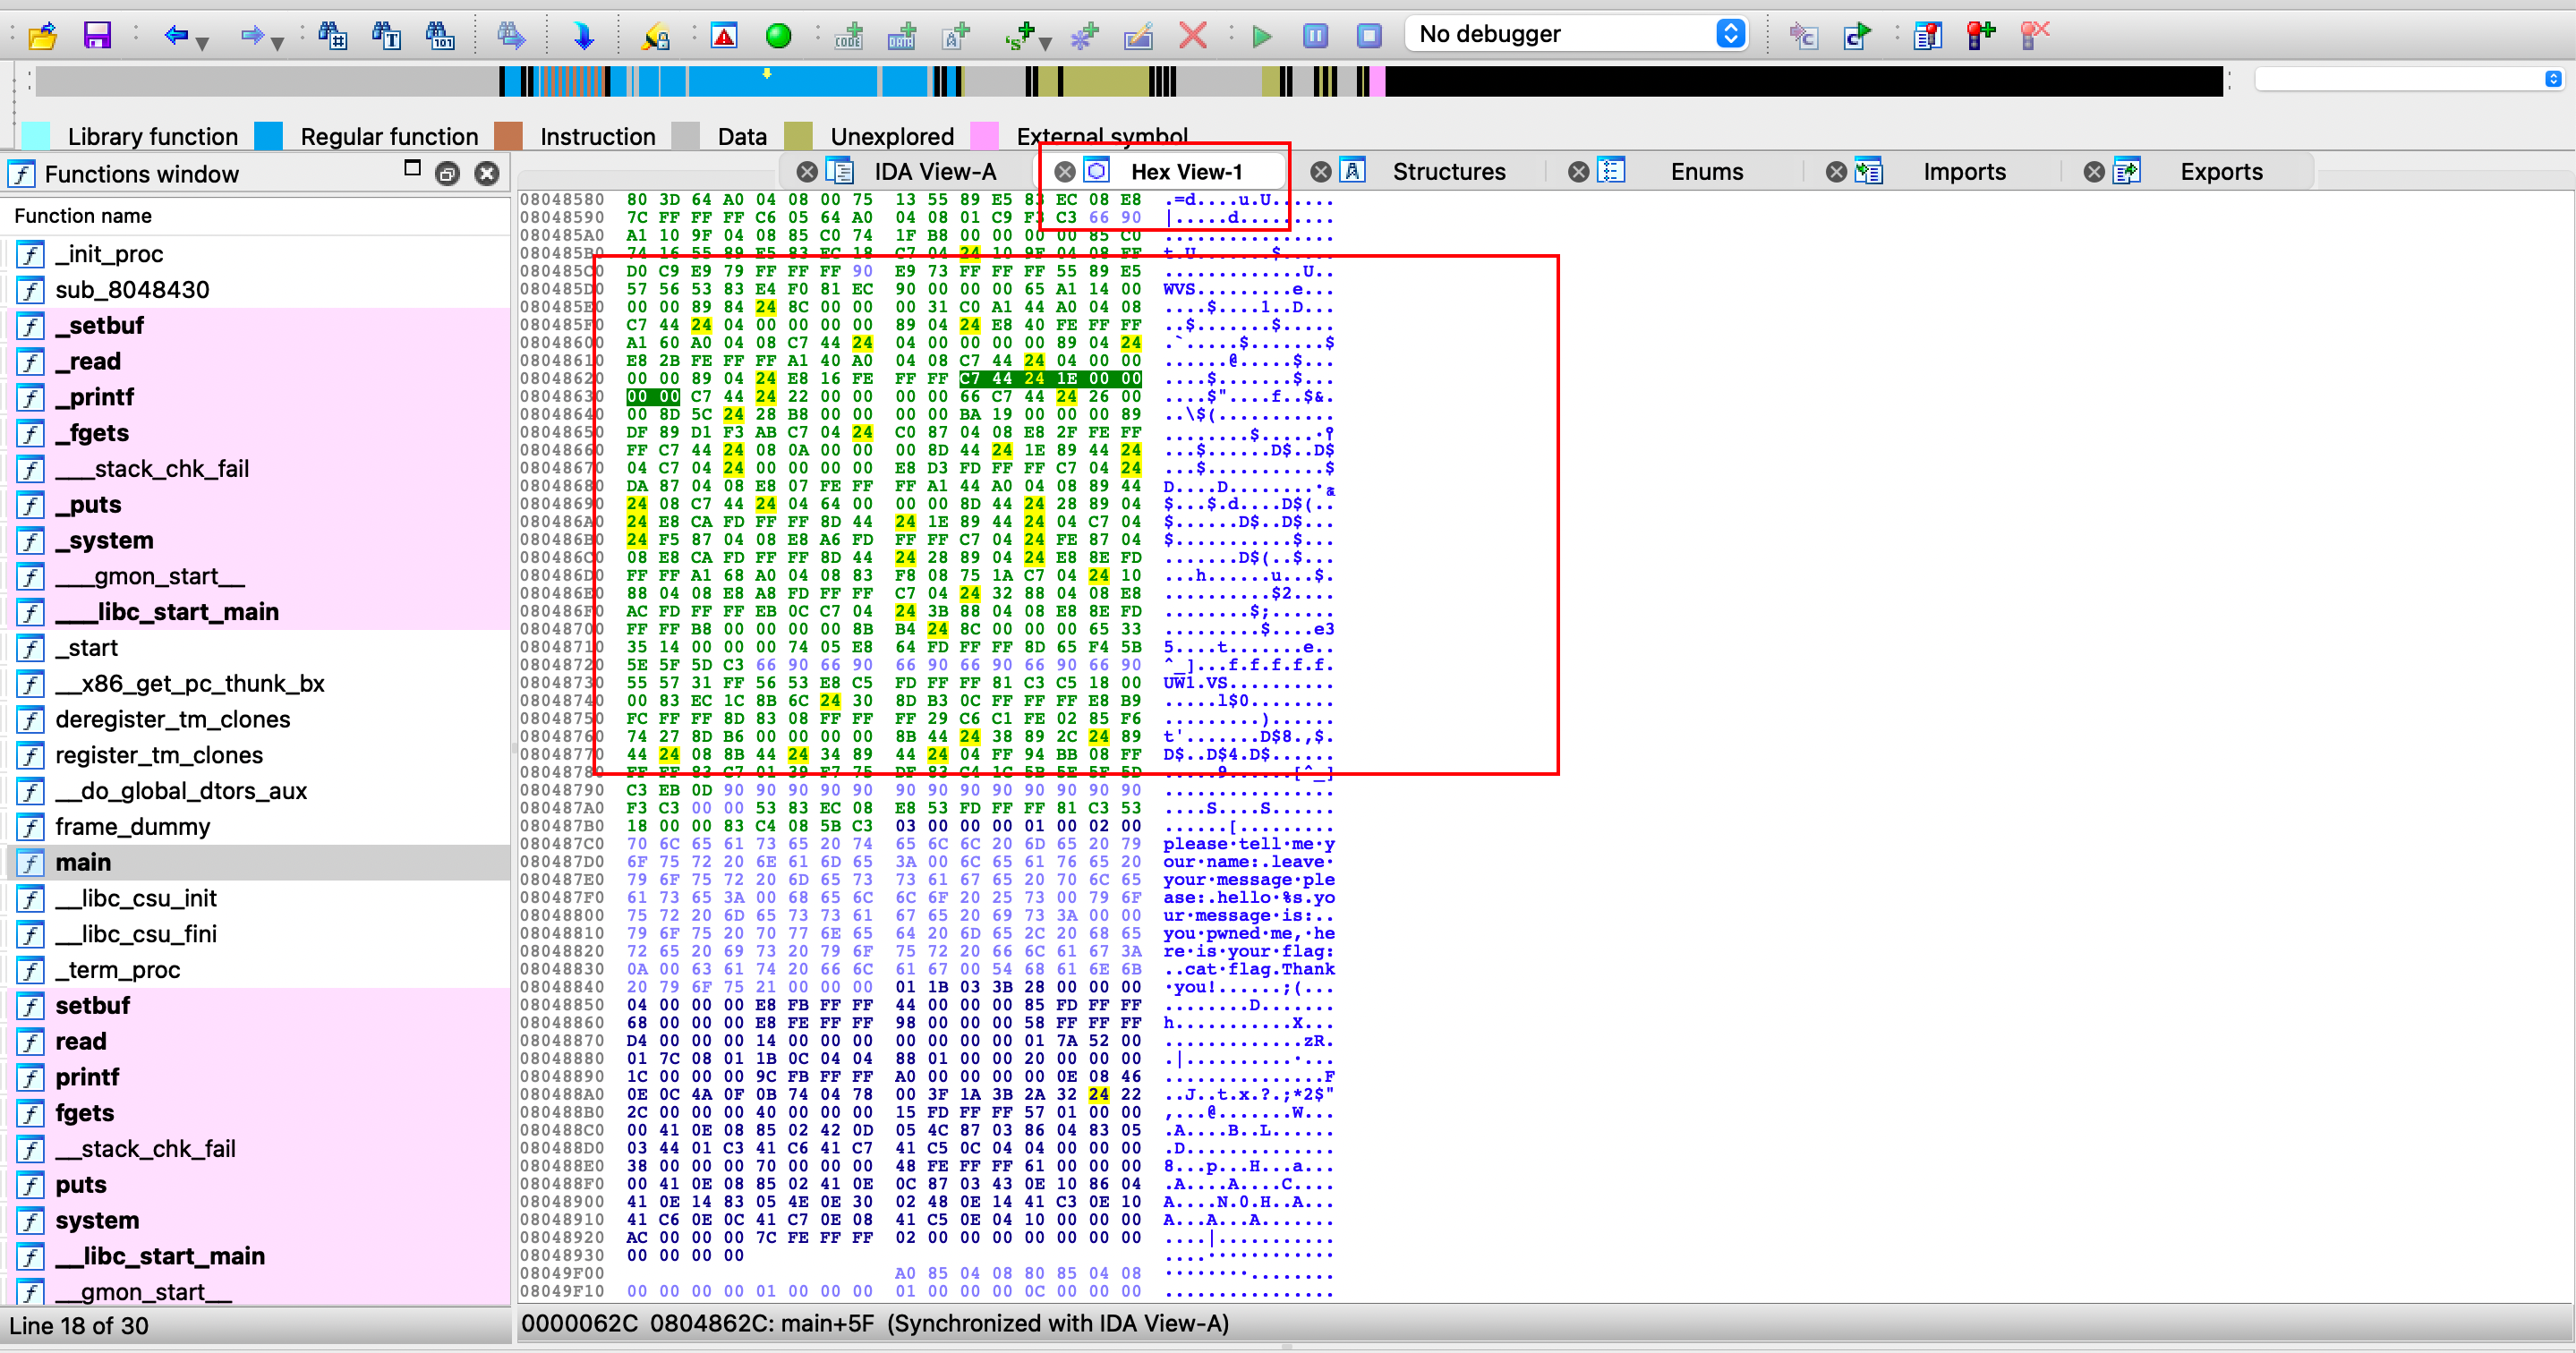 No debugger
Library function Regular function Instruction Data Unexplored External symbol
Functions window
Function name
_init_proc
sub_8048430
_setbuf
_read
_printf
_fgets
___stack_chk_fail
_puts
_system
___gmon_start__
___libc_start_main
_start
__x86_get_pc_thunk_bx
deregister_tm_clones
register_tm_clones
__do_global_dtors_aux
frame_dummy
main
__libc_csu_init
__libc_csu_fini
_term_proc
setbuf
read
printf
fgets
__stack_chk_fail
puts
system
__libc_start_main
__gmon_start__
Line 18 of 30
IDA View-A Hex View-1 Structures Enums Imports Exports
08048580 80 3D 64 A0 04 08 00 75 13 55 89 E5 83 EC 08 E8 .=d....u.U......
08048590 7C FF FF FF C6 05 64 A0 04 08 01 C9 F3 C3 66 90 |.....d.........
080485A0 A1 10 9F 04 08 85 C0 74 1F B8 00 00 00 00 85 C0 ................
080485B0 74 16 55 89 E5 83 EC 18 C7 04 24 10 9F 04 08 FF t.U.......$.....
080485C0 D0 C9 E9 79 FF FF FF 90 E9 73 FF FF FF 55 89 E5 .............U..
080485D0 57 56 53 83 E4 F0 81 EC 90 00 00 00 65 A1 14 00 WVS.........e...
080485E0 00 00 89 84 24 8C 00 00 00 31 C0 A1 44 A0 04 08 ....$....1..D...
080485F0 C7 44 24 04 00 00 00 00 89 04 24 E8 40 FE FF FF ..$.......$.....
08048600 A1 60 A0 04 08 C7 44 24 04 00 00 00 00 89 04 24 .`.....$.......$
08048610 E8 2B FE FF FF A1 40 A0 04 08 C7 44 24 04 00 00 ......@.....$...
08048620 00 00 89 04 24 E8 16 FE FF FF C7 44 24 1E 00 00 ....$.......$...
08048630 00 00 C7 44 24 22 00 00 00 00 66 C7 44 24 26 00 ....$"....f..$&.
08048640 00 8D 5C 24 28 B8 00 00 00 00 BA 19 00 00 00 89 ..\$(...........
08048650 DF 89 D1 F3 AB C7 04 24 C0 87 04 08 E8 2F FE FF
08048660 FF C7 44 24 08 0A 00 00 00 8D 44 24 1E 89 44 24 ...$......D$..D$
08048670 04 C7 04 24 00 00 00 00 E8 D3 FD FF FF C7 04 24 ...$...........$
08048680 DA 87 04 08 E8 07 FE FF FF A1 44 A0 04 08 89 44
08048690 24 08 C7 44 24 04 64 00 00 00 8D 44 24 28 89 04 $...$.d....D$(..
080486A0 24 E8 CA FD FF FF 8D 44 24 1E 89 44 24 04 C7 04 $......D$..D$...
080486B0 24 F5 87 04 08 E8 A6 FD FF FF C7 04 24 FE 87 04 $...........$...
080486C0 08 E8 CA FD FF FF 8D 44 24 28 89 04 24 E8 8E FD .......D$(..$...
080486D0 FF FF A1 68 A0 04 08 83 F8 08 75 1A C7 04 24 10 ...h......u...$.
080486E0 88 04 08 E8 A8 FD FF FF C7 04 24 32 88 04 08 E8 ..........$2....
080486F0 AC FD FF FF EB 0C C7 04 24 3B 88 04 08 E8 8E FD ........$;......
08048700 FF FF B8 00 00 00 00 8B B4 24 8C 00 00 00 65 33 .........$....e3
08048710 35 14 00 00 00 74 05 E8 64 FD FF FF 8D 65 F4 5B 5....t.......e..
08048720 5E 5F 5D C3 66 90 66 90 66 90 66 90 66 90 66 90 ^_]...f.f.f.f.f.
08048730 55 57 31 FF 56 53 E8 C5 FD FF FF 81 C3 C5 18 00 UW1.VS..........
08048740 00 83 EC 1C 8B 6C 24 30 8D B3 0C FF FF FF E8 B9 .....l$0........
08048750 FC FF FF 8D 83 08 FF FF FF 29 C6 C1 FE 02 85 F6 .........)......
08048760 74 27 8D B6 00 00 00 00 8B 44 24 38 89 2C 24 89 t'.......D$8.,$.
08048770 44 24 08 8B 44 24 34 89 44 24 04 FF 94 BB 08 FF D$..D$4.D$......
08048780 FF FF 83 C7 01 39 F7 75 DF 83 C4 1C 5B 5E 5F 5D .....9......[^_]
08048790 C3 EB 0D 90 90 90 90 90 90 90 90 90 90 90 90 90 ................
080487A0 F3 C3 00 00 53 83 EC 08 E8 53 FD FF FF 81 C3 53 ....S....S......
080487B0 18 00 00 83 C4 08 5B C3 03 00 00 00 01 00 02 00 ......[.........
080487C0 70 6C 65 61 73 65 20 74 65 6C 6C 20 6D 65 20 79 please·tell·me·y
080487D0 6F 75 72 20 6E 61 6D 65 3A 00 6C 65 61 76 65 20 our·name:.leave·
080487E0 79 6F 75 72 20 6D 65 73 73 61 67 65 20 70 6C 65 your·message·ple
080487F0 61 73 65 3A 00 68 65 6C 6C 6F 20 25 73 00 79 6F ase:.hello·%s.yo
08048800 75 72 20 6D 65 73 73 61 67 65 20 69 73 3A 00 00 ur·message·is:..
08048810 79 6F 75 20 70 77 6E 65 64 20 6D 65 2C 20 68 65 you·pwned·me,·he
08048820 72 65 20 69 73 20 79 6F 75 72 20 66 6C 61 67 3A re·is·your·flag:
08048830 0A 00 63 61 74 20 66 6C 61 67 00 54 68 61 6E 6B ..cat·flag.Thank
08048840 20 79 6F 75 21 00 00 00 01 1B 03 3B 28 00 00 00 ·you!......;(...
08048850 04 00 00 00 E8 FB FF FF 44 00 00 00 85 FD FF FF ........D.......
08048860 68 00 00 00 E8 FE FF FF 98 00 00 00 58 FF FF FF h...........X...
08048870 D4 00 00 00 14 00 00 00 00 00 00 00 01 7A 52 00 .............zR.
08048880 01 7C 08 01 1B 0C 04 04 88 01 00 00 20 00 00 00 .|..........·...
08048890 1C 00 00 00 9C FB FF FF A0 00 00 00 00 0E 08 46 ...............F
080488A0 0E 0C 4A 0F 0B 74 04 78 00 3F 1A 3B 2A 32 24 22 ..J..t.x.?.;*2$"
080488B0 2C 00 00 00 40 00 00 00 15 FD FF FF 57 01 00 00 ,...@.......W...
080488C0 00 41 0E 08 85 02 42 0D 05 4C 87 03 86 04 83 05 .A....B..L......
080488D0 03 44 01 C3 41 C6 41 C7 41 C5 0C 04 04 00 00 00
080488E0 38 00 00 00 70 00 00 00 48 FE FF FF 61 00 00 00 8...p...H...a...
080488F0 00 41 0E 08 85 02 41 0E 0C 87 03 43 0E 10 86 04 .A....A....C....
08048900 41 0E 14 83 05 4E 0E 30 02 48 0E 14 41 C3 0E 10 A....N.0.H..A...
08048910 41 C6 0E 0C 41 C7 0E 08 41 C5 0E 04 10 00 00 00 A...A...A.......
08048920 AC 00 00 00 7C FE FF FF 02 00 00 00 00 00 00 00 ....|...........
08048930 00 00 00 00
08049F00 A0 85 04 08 80 85 04 08
08049F10 00 00 00 00 01 00 00 00 01 00 00 00 0C 00 00 00 ................
0000062C 0804862C: main+5F (Synchronized with IDA View-A)